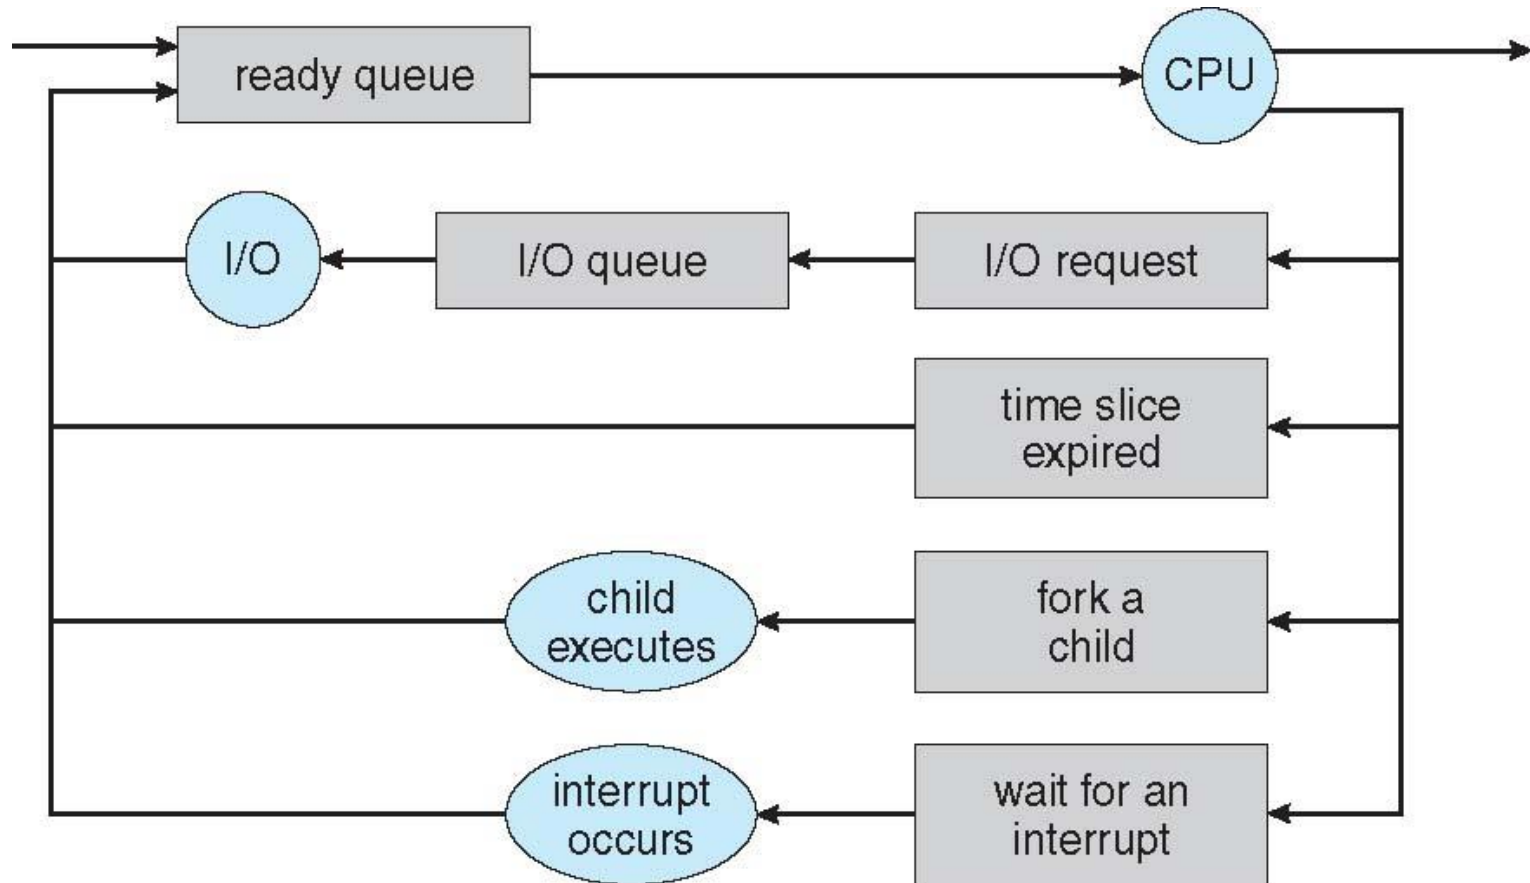 ready queue
CPU
I/O
I/O queue
I/O request
time slice
expired
child
executes
fork a
child
interrupt
occurs
wait for an
interrupt